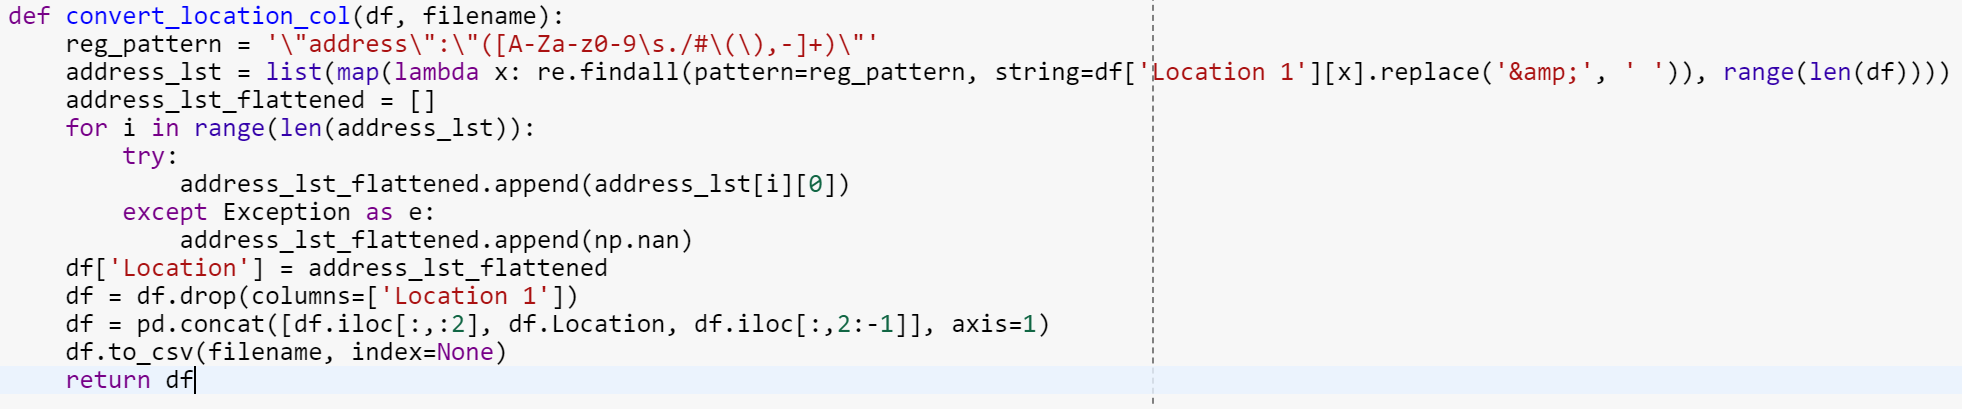 def convert_location_col(df, filename):
    reg_pattern = '\"address\":\"([A-Za-z0-9\s./#\(\),-]+)\"'
    address_lst = list(map(lambda x: re.findall(pattern=reg_pattern, string=df['Location 1'][x].replace('&amp;', ' ')), range(len(df))))
    address_lst_flattened = []
    for i in range(len(address_lst)):
        try:
            address_lst_flattened.append(address_lst[i][0])
        except Exception as e:
            address_lst_flattened.append(np.nan)
    df['Location'] = address_lst_flattened
    df = df.drop(columns=['Location 1'])
    df = pd.concat([df.iloc[:,:2], df.Location, df.iloc[:,2:-1]], axis=1)
    df.to_csv(filename, index=None)
    return df